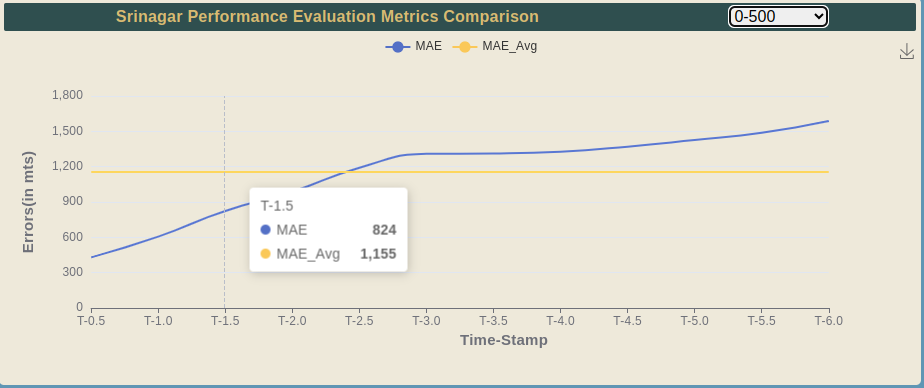 Srinagar Performance Evaluation Metrics Comparison
0-500
MAE MAE_Avg
1,800
1,500
1,200
900
600
300
0
Errors(in mts)
T-1.5
MAE 824
MAE_Avg 1,155
T-0.5 T-1.0 T-1.5 T-2.0 T-2.5 T-3.0 T-3.5 T-4.0 T-4.5 T-5.0 T-5.5 T-6.0
Time-Stamp